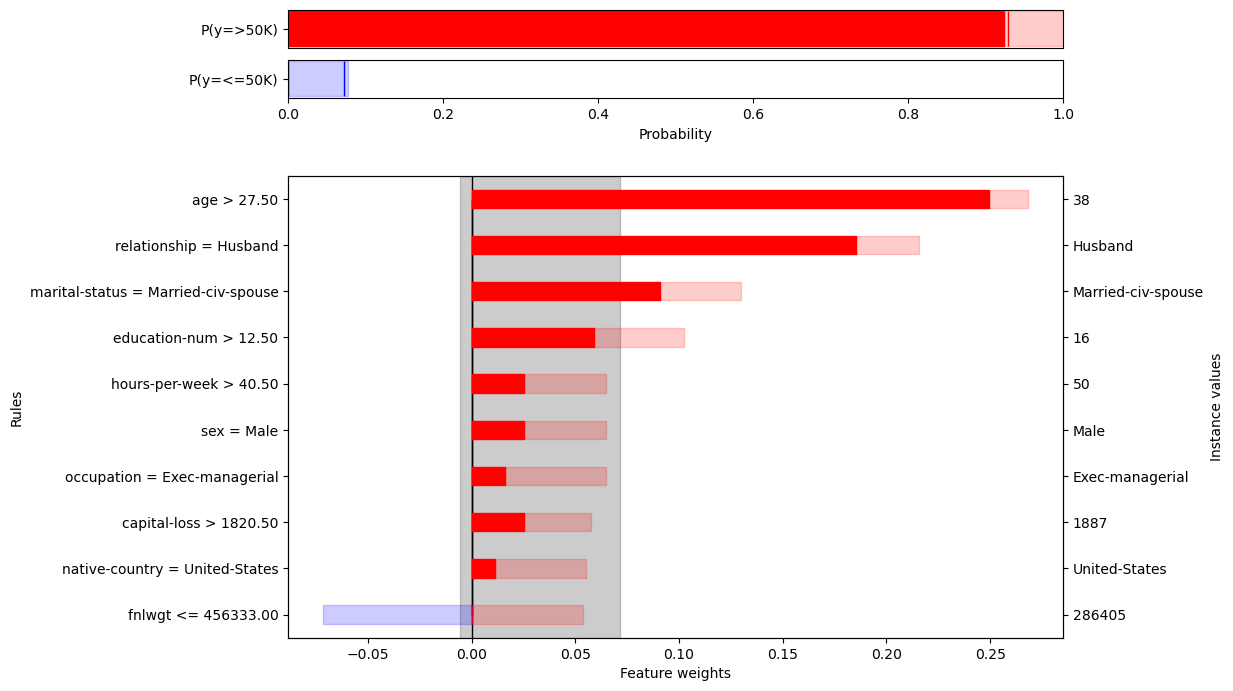 P(y=>50K)
P(y=<=50K)
0.0 0.2 0.4 0.6 0.8 1.0
Probability
age > 27.50 38
relationship = Husband Husband
marital-status = Married-civ-spouse Married-civ-spouse
education-num > 12.50 16
hours-per-week > 40.50 50
sex = Male Male
occupation = Exec-managerial Exec-managerial
capital-loss > 1820.50 1887
native-country = United-States United-States
fnlwgt <= 456333.00 286405
Rules
Instance values
−0.05 0.00 0.05 0.10 0.15 0.20 0.25
Feature weights